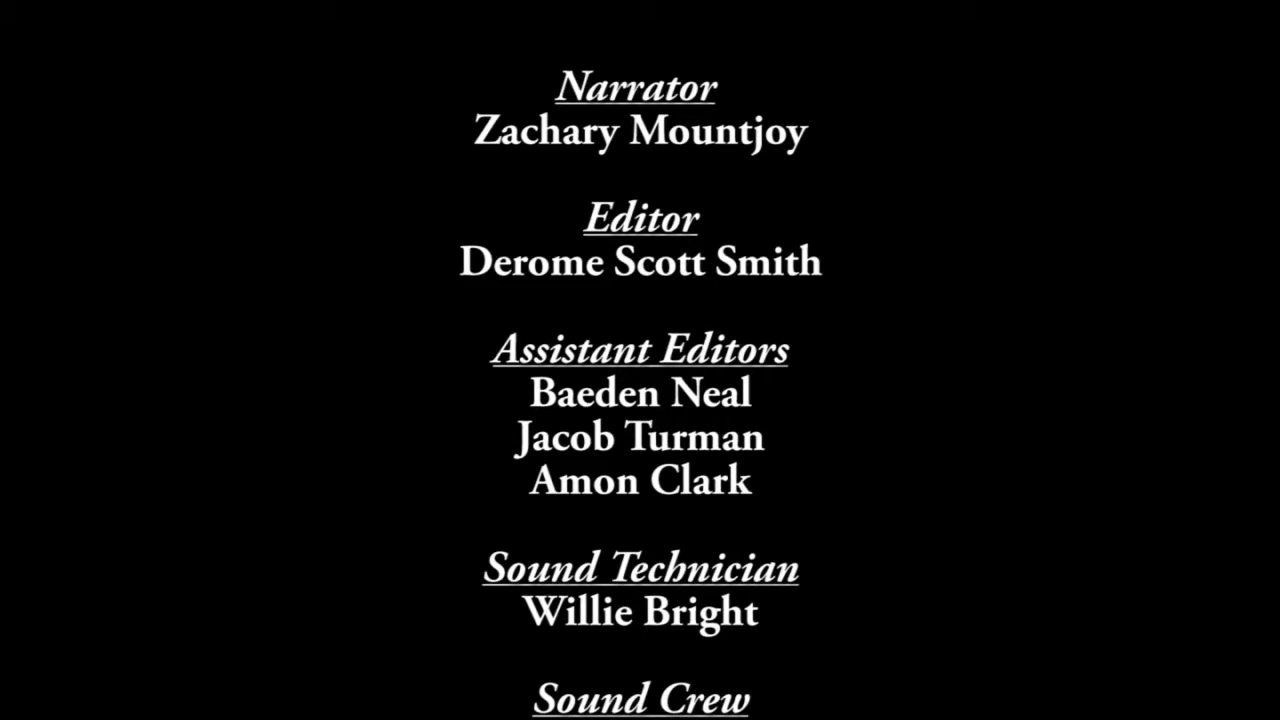 Narrator
Zachary Mountjoy
Editor
Derome Scott Smith
Assistant Editors
Baeden Neal
Jacob Turman
Amon Clark
Sound Technician
Willie Bright
Sound Crew